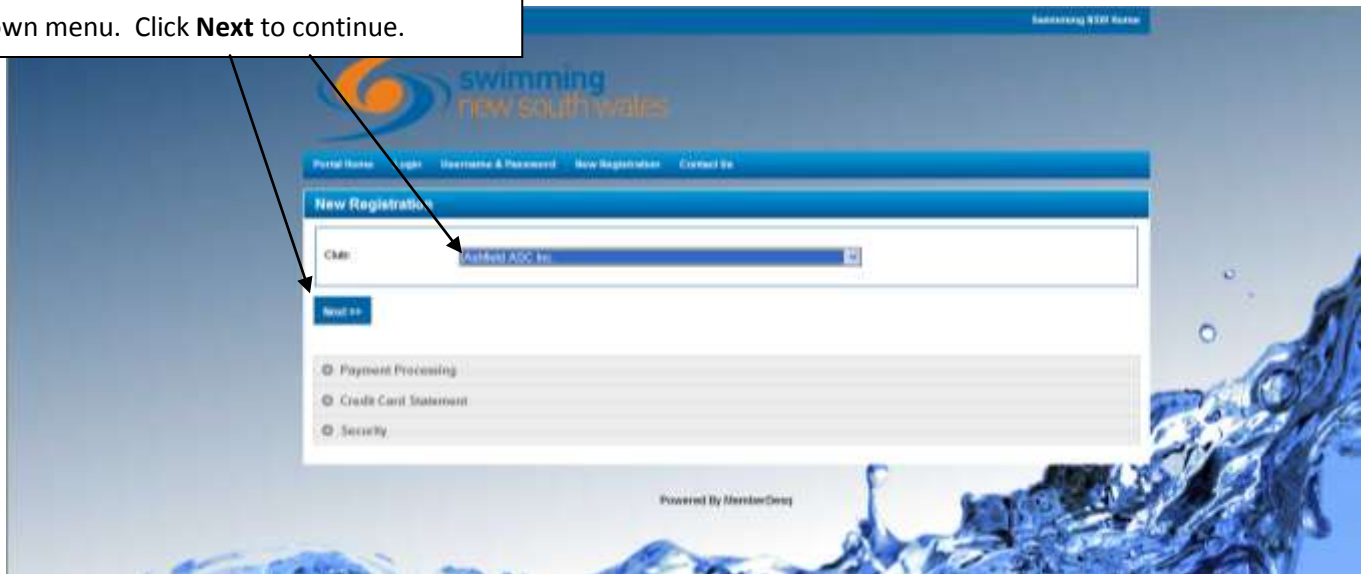 own menu. Click Next to continue.
Swimming NSW Home
swimming
new south wales
Portal Home Login Username & Password New Registration Contact Us
New Registration
Club: Ashfield ASC Inc.
Next >>
Payment Processing
Credit Card Statement
Security
Powered By MemberDesq